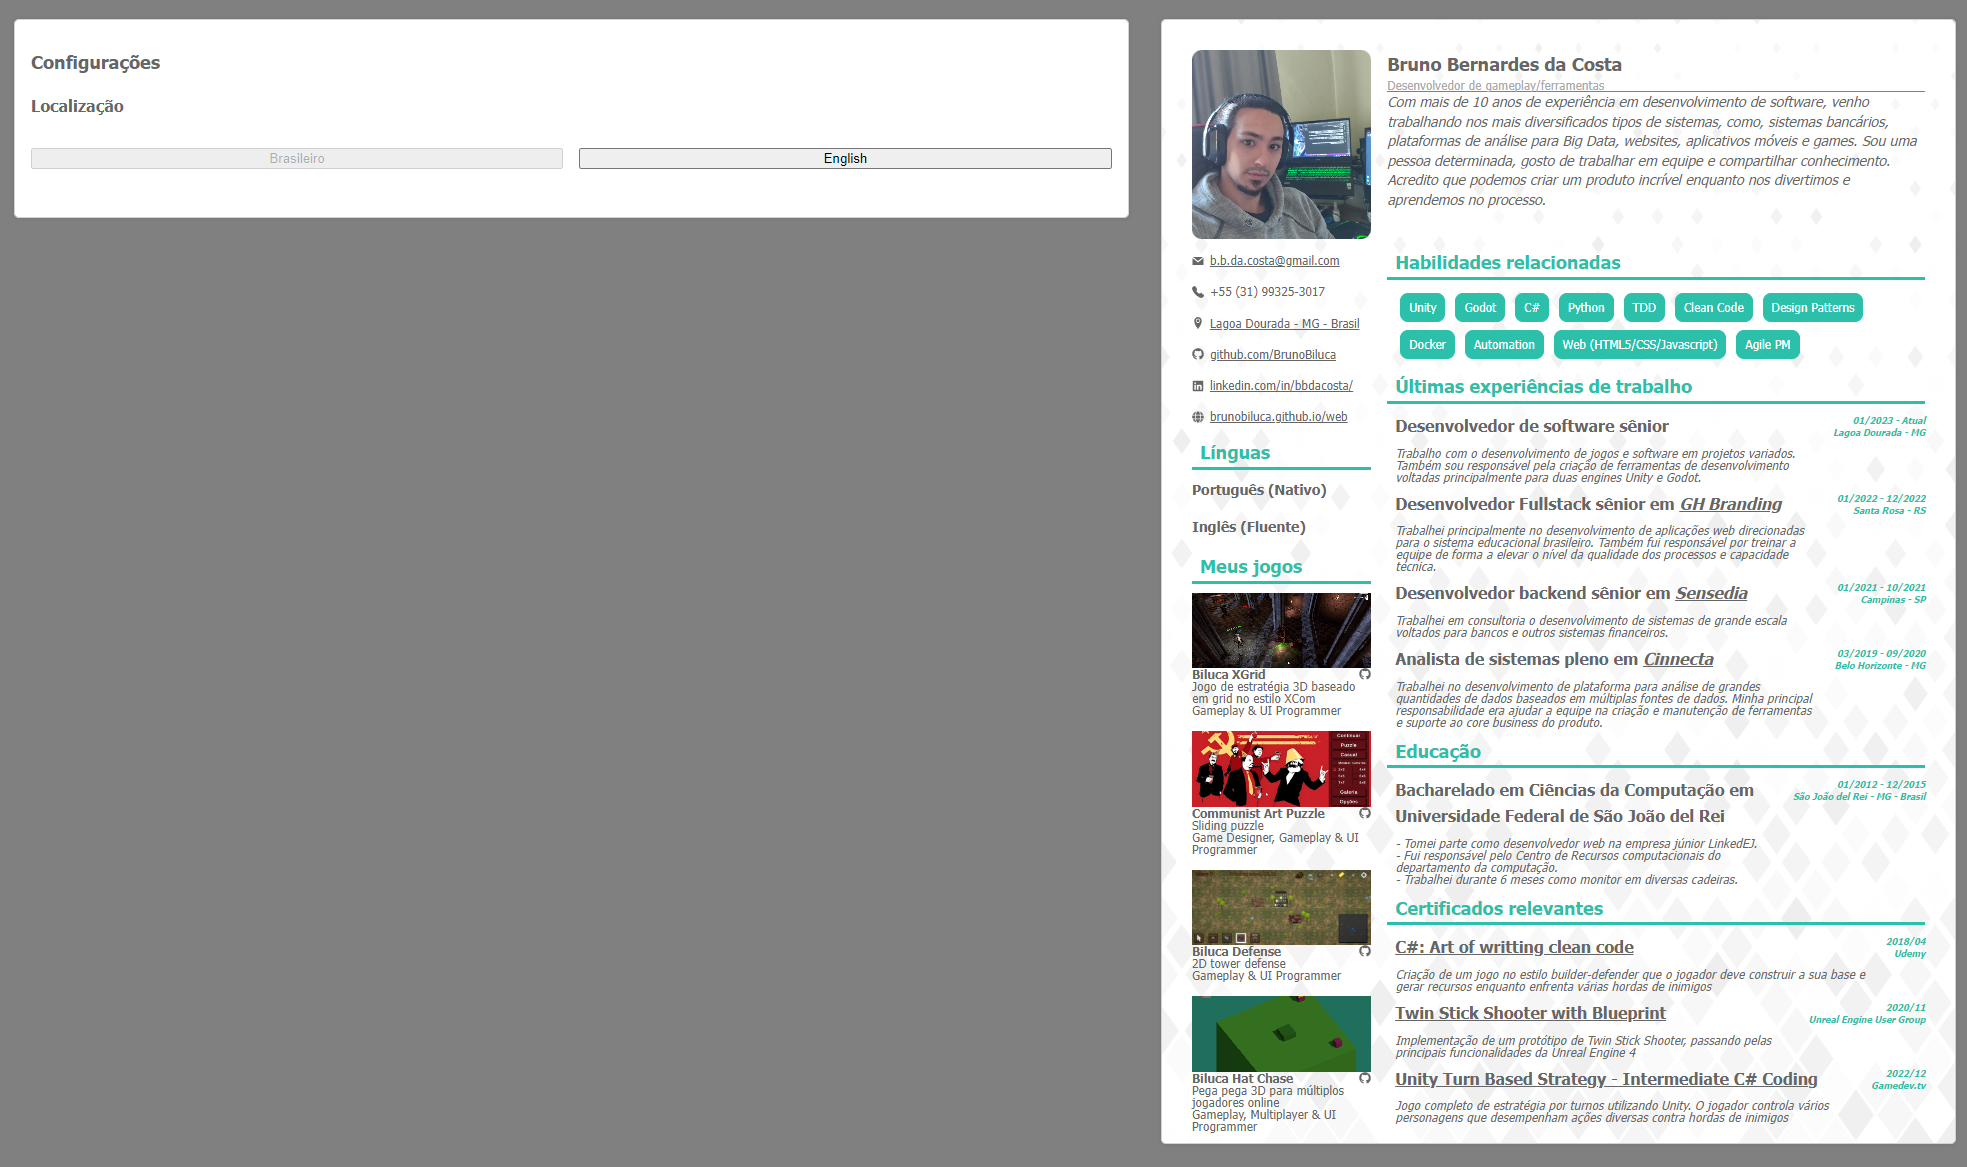 Configurações
Localização
Brasileiro
English
Bruno Bernardes da Costa
Desenvolvedor de gameplay/ferramentas
Com mais de 10 anos de experiência em desenvolvimento de software, venho
trabalhando nos mais diversificados tipos de sistemas, como, sistemas bancários,
plataformas de análise para Big Data, websites, aplicativos móveis e games. Sou uma
pessoa determinada, gosto de trabalhar em equipe e compartilhar conhecimento.
Acredito que podemos criar um produto incrível enquanto nos divertimos e
aprendemos no processo.
b.b.da.costa@gmail.com
+55 (31) 99325-3017
Lagoa Dourada - MG - Brasil
github.com/BrunoBiluca
linkedin.com/in/bbdacosta/
brunobiluca.github.io/web
Línguas
Português (Nativo)
Inglês (Fluente)
Meus jogos
Biluca XGrid
Jogo de estratégia 3D baseado
em grid no estilo XCom
Gameplay & UI Programmer
Continuar
Puzzle
Casual
Galeria
Opções
Communist Art Puzzle
Sliding puzzle
Game Designer, Gameplay & UI
Programmer
Biluca Defense
2D tower defense
Gameplay & UI Programmer
Biluca Hat Chase
Pega pega 3D para múltiplos
jogadores online
Gameplay, Multiplayer & UI
Programmer
Habilidades relacionadas
Unity Godot C# Python TDD Clean Code Design Patterns
Docker Automation Web (HTML5/CSS/Javascript) Agile PM
Últimas experiências de trabalho
Desenvolvedor de software sênior
01/2023 - Atual
Lagoa Dourada - MG
Trabalho com o desenvolvimento de jogos e software em projetos variados.
Também sou responsável pela criação de ferramentas de desenvolvimento
voltadas principalmente para duas engines Unity e Godot.
Desenvolvedor Fullstack sênior em GH Branding
01/2022 - 12/2022
Santa Rosa - RS
Trabalhei principalmente no desenvolvimento de aplicações web direcionadas
para o sistema educacional brasileiro. Também fui responsável por treinar a
equipe de forma a elevar o nível da qualidade dos processos e capacidade
técnica.
Desenvolvedor backend sênior em Sensedia
01/2021 - 10/2021
Campinas - SP
Trabalhei em consultoria o desenvolvimento de sistemas de grande escala
voltados para bancos e outros sistemas financeiros.
Analista de sistemas pleno em Cinnecta
03/2019 - 09/2020
Belo Horizonte - MG
Trabalhei no desenvolvimento de plataforma para análise de grandes
quantidades de dados baseados em múltiplas fontes de dados. Minha principal
responsabilidade era ajudar a equipe na criação e manutenção de ferramentas
e suporte ao core business do produto.
Educação
Bacharelado em Ciências da Computação em
Universidade Federal de São João del Rei
01/2012 - 12/2015
São João del Rei - MG - Brasil
- Tomei parte como desenvolvedor web na empresa júnior LinkedEJ.
- Fui responsável pelo Centro de Recursos computacionais do
departamento da computação.
- Trabalhei durante 6 meses como monitor em diversas cadeiras.
Certificados relevantes
C#: Art of writting clean code
2018/04
Udemy
Criação de um jogo no estilo builder-defender que o jogador deve construir a sua base e
gerar recursos enquanto enfrenta várias hordas de inimigos
Twin Stick Shooter with Blueprint
2020/11
Unreal Engine User Group
Implementação de um protótipo de Twin Stick Shooter, passando pelas
principais funcionalidades da Unreal Engine 4
Unity Turn Based Strategy - Intermediate C# Coding
2022/12
Gamedev.tv
Jogo completo de estratégia por turnos utilizando Unity. O jogador controla vários
personagens que desempenham ações diversas contra hordas de inimigos